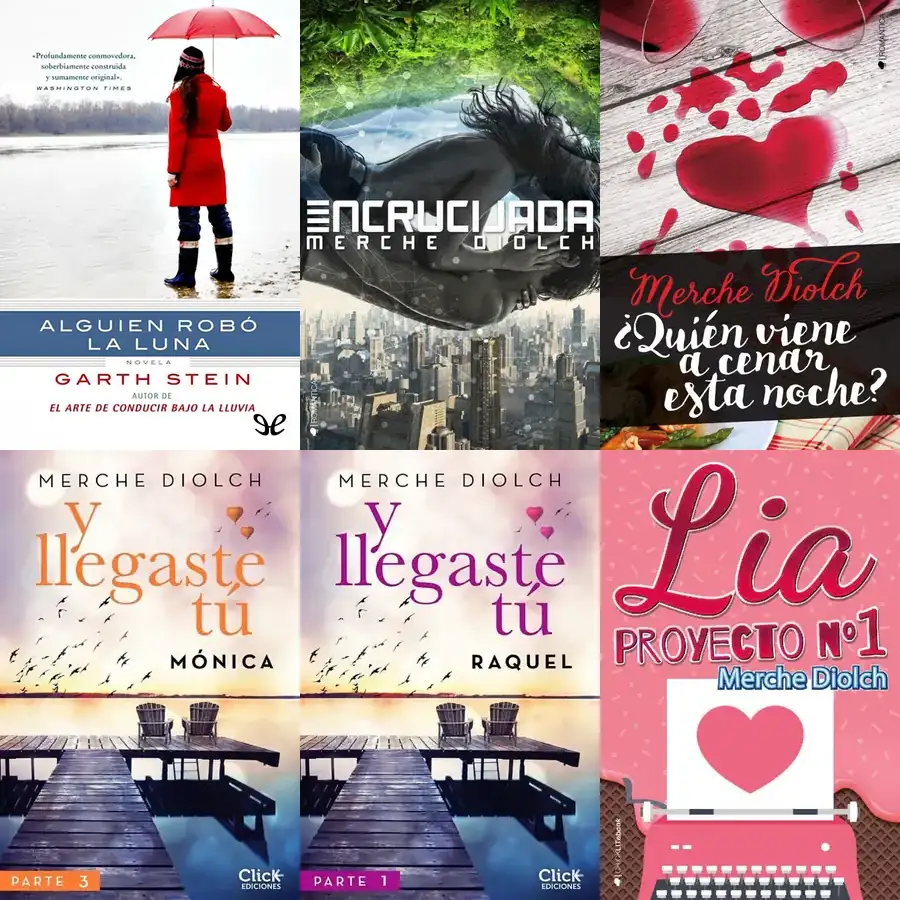 «Profundamente conmovedora,
soberbiamente construida
y sumamente original».
WASHINGTON TIMES
ALGUIEN ROBÓ
LA LUNA
NOVELA
GARTH STEIN
AUTOR DE
EL ARTE DE CONDUCIR BAJO LA LLUVIA
ENCRUCIJADA
MERCHE DIOLCH
ROMANTICA
ROMANTICA
Merche Diolch
¿Quién viene
a cenar
esta noche?
MERCHE DIOLCH
y
llegaste
tú
MÓNICA
PARTE 3
Click
EDICIONES
MERCHE DIOLCH
y
llegaste
tú
RAQUEL
PARTE 1
Click
EDICIONES
Lia
PROYECTO Nº1
Merche Diolch